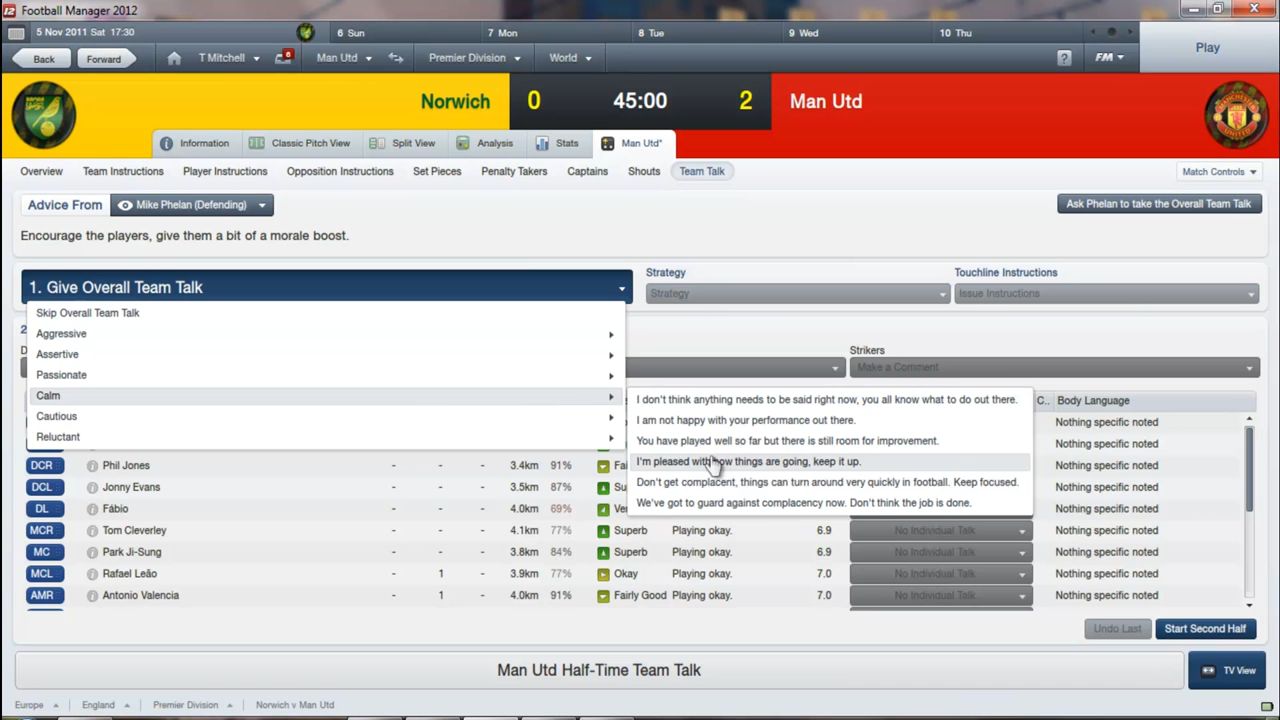 Football Manager 2012
5 Nov 2011 Sat 17:30 6 Sun 7 Mon 8 Tue 9 Wed 10 Thu
Play
Back Forward T Mitchell 6 Man Utd Premier Division World ? FM
Norwich 0 45:00 2 Man Utd
Information Classic Pitch View Split View Analysis Stats Man Utd*
Overview Team Instructions Player Instructions Opposition Instructions Set Pieces Penalty Takers Captains Shouts Team Talk Match Controls
Advice From Mike Phelan (Defending) Ask Phelan to take the Overall Team Talk
Encourage the players, give them a bit of a morale boost.
1. Give Overall Team Talk
Strategy Touchline Instructions
Strategy Issue Instructions
Skip Overall Team Talk
Aggressive
Assertive
Passionate
Calm
Cautious
Reluctant
Strikers
Make a Comment
I don't think anything needs to be said right now, you all know what to do out there.
I am not happy with your performance out there.
You have played well so far but there is still room for improvement.
I'm pleased with how things are going, keep it up.
Don't get complacent, things can turn around very quickly in football. Keep focused.
We've got to guard against complacency now. Don't think the job is done.
C.. Body Language
Nothing specific noted
Nothing specific noted
DCR Phil Jones - - - 3.4km 91% Nothing specific noted
DCL Jonny Evans - - - 3.2km 87% Nothing specific noted
DL Fábio - - - 4.0km 69% Nothing specific noted
MCR Tom Cleverley - - - 4.1km 77% Superb Playing okay. 6.9 No Individual Talk Nothing specific noted
MC Park Ji-Sung - - - 3.8km 84% Superb Playing okay. 6.9 No Individual Talk Nothing specific noted
MCL Rafael Leão - 1 - 3.9km 77% Okay Playing okay. 7.0 No Individual Talk Nothing specific noted
AMR Antonio Valencia - 1 - 4.0km 91% Fairly Good Playing okay. 7.0 No Individual Talk Nothing specific noted
Undo Last Start Second Half
Man Utd Half-Time Team Talk TV View
Europe England Premier Division Norwich v Man Utd